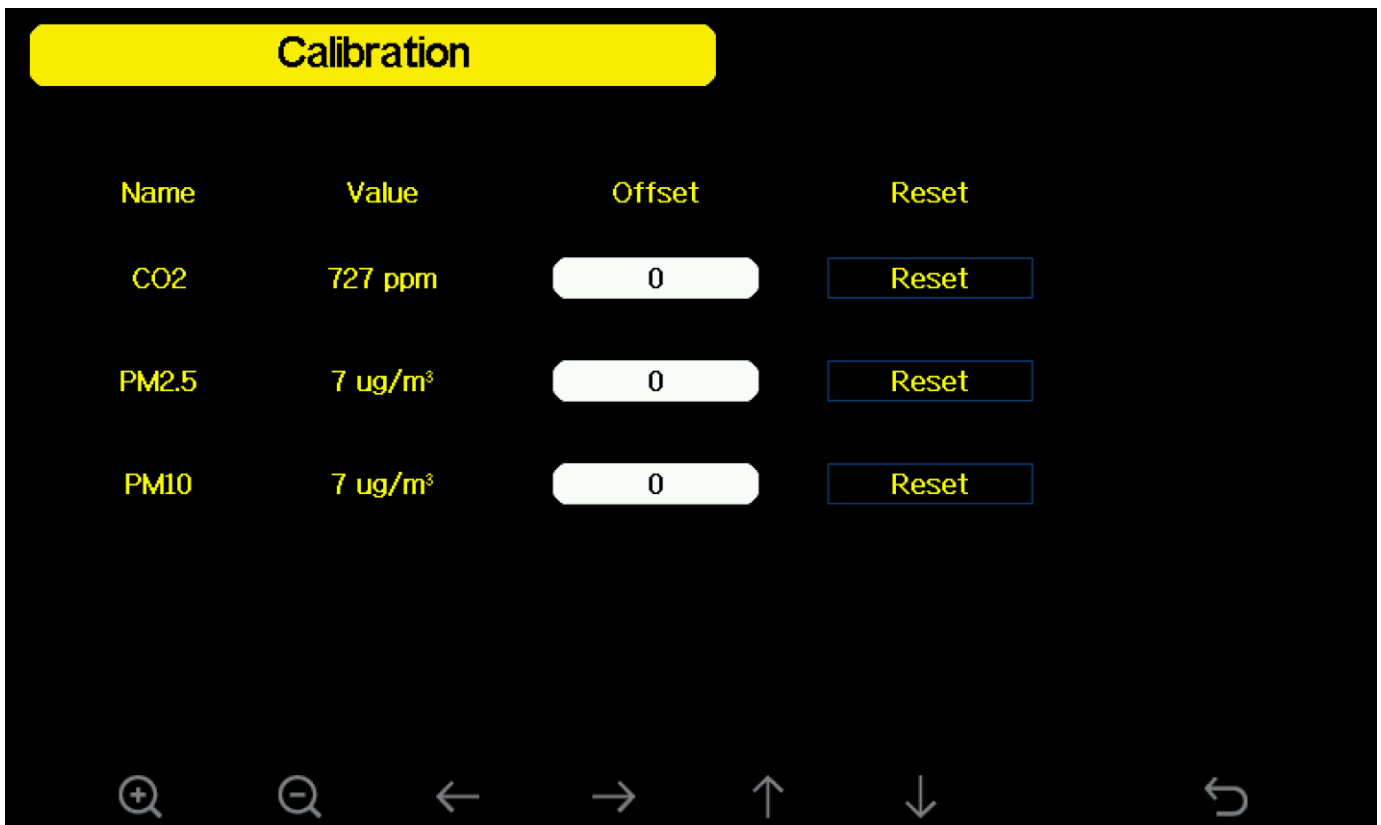 Calibration
Name Value Offset Reset
CO2 727 ppm 0 Reset
PM2.5 7 ug/m³ 0 Reset
PM10 7 ug/m³ 0 Reset